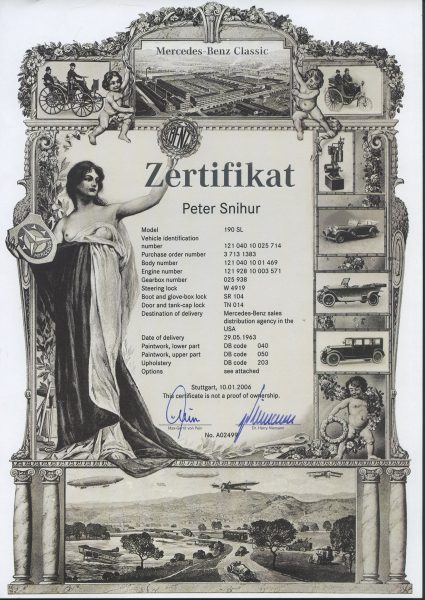 Mercedes-Benz Classic
BENZ
Zertifikat
Peter Snihur
Model 190 SL
Vehicle identification
number 121 040 10 025 714
Purchase order number 3 713 1383
Body number 121 040 10 01 469
Engine number 121 928 10 003 571
Gearbox number 025 938
Steering lock W 4919
Boot and glove-box lock SR 104
Door and tank-cap lock TN 014
Destination of delivery Mercedes-Benz sales
distribution agency in the
USA
Date of delivery 29.05.1963
Paintwork, lower part DB code 040
Paintwork, upper part DB code 050
Upholstery DB code 203
Options see attached
Stuttgart, 10.01.2006
This certificate is not a proof of ownership.
Dr. Harry Niemann